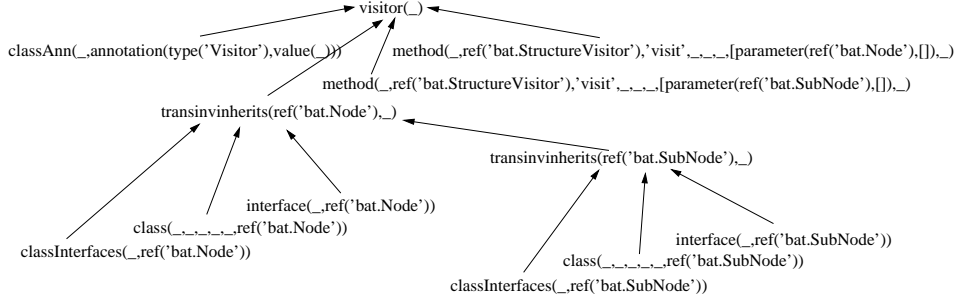 visitor(_)
classAnn(_,annotation(type('Visitor'),value(_)))
method(_,ref('bat.StructureVisitor'),'visit',_,_,_,[parameter(ref('bat.Node'),[]),_)
method(_,ref('bat.StructureVisitor'),'visit',_,_,_,[parameter(ref('bat.SubNode'),[]),_)
transinvinherits(ref('bat.Node'),_)
transinvinherits(ref('bat.SubNode'),_)
interface(_,ref('bat.Node'))
class(_,_,_,_,_,ref('bat.Node'))
classInterfaces(_,ref('bat.Node'))
interface(_,ref('bat.SubNode'))
class(_,_,_,_,_,ref('bat.SubNode'))
classInterfaces(_,ref('bat.SubNode'))